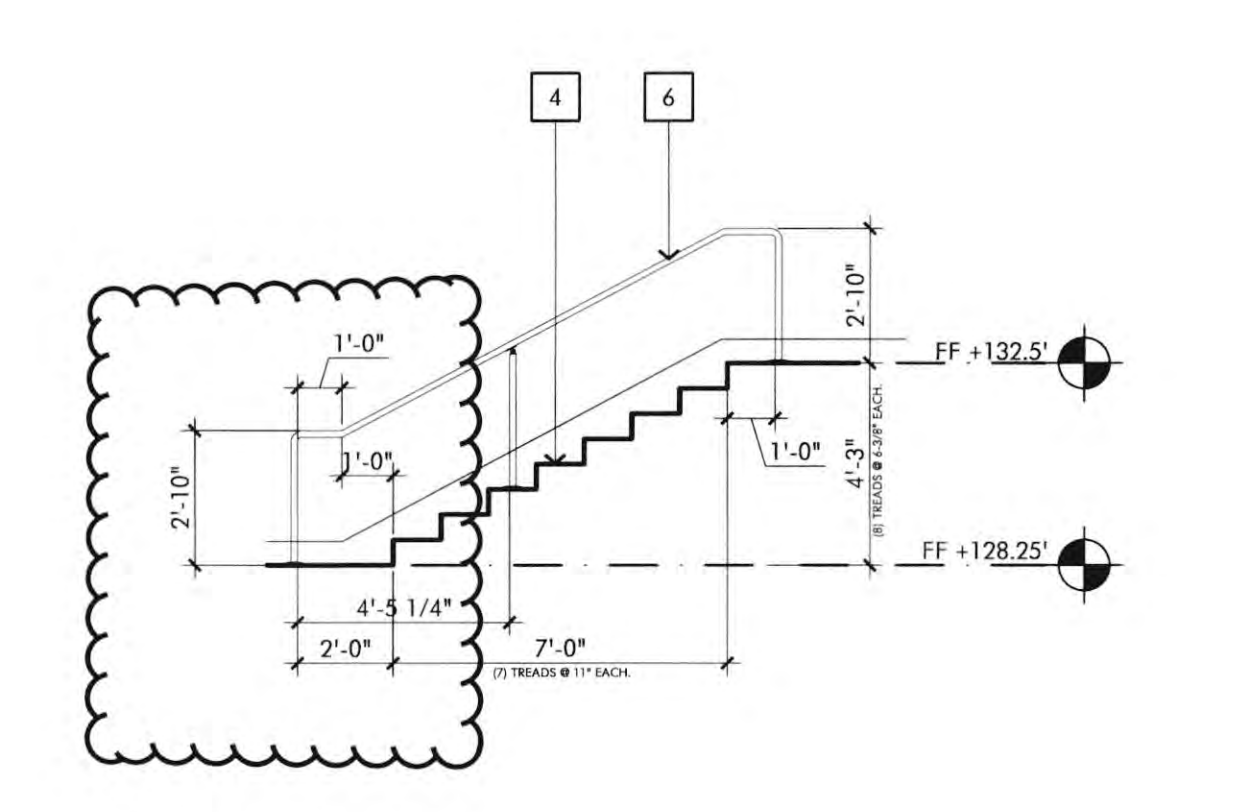 4
6
2'-10"
1'-0"
FF +132.5'
1'-0"
1'-0"
2'-10"
4'-3"
(8) TREADS @ 6-3/8" EACH.
FF +128.25'
4'-5 1/4"
2'-0"
7'-0"
(7) TREADS @ 11" EACH.